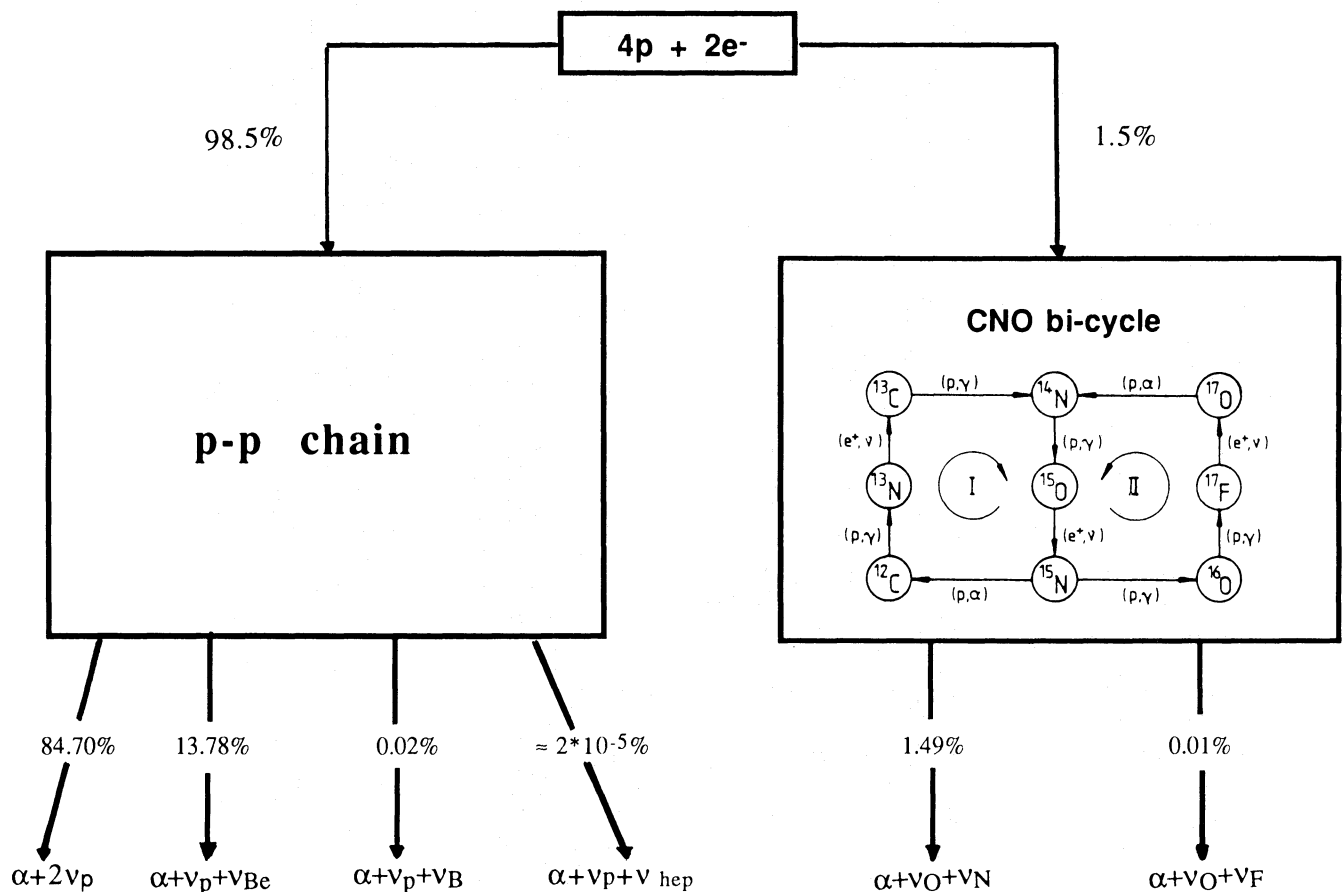 4p + 2e⁻
98.5%
1.5%
p-p chain
CNO bi-cycle
¹³C (p,γ) ¹⁴N (p,α) ¹⁷O
(e⁺,ν) (p,γ) (e⁺,ν)
¹³N I ¹⁵O II ¹⁷F
(p,γ) (e⁺,ν) (p,γ)
¹²C (p,α) ¹⁵N (p,γ) ¹⁶O
84.70% 13.78% 0.02% ≈ 2*10⁻⁵% 1.49% 0.01%
α+2νp α+νp+νBe α+νp+νB α+νp+ν hep α+νO+νN α+νO+νF